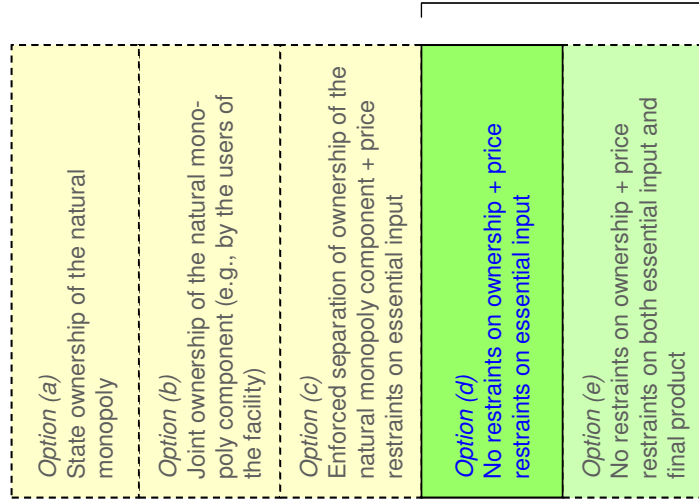 Option (a)
State ownership of the natural
monopoly
Option (b)
Joint ownership of the natural mono-
poly component (e.g., by the users of
the facility)
Option (c)
Enforced separation of ownership of the
natural monopoly component + price
restraints on essential input
Option (d)
No restraints on ownership + price
restraints on essential input
Option (e)
No restraints on ownership + price
restraints on both essential input and
final product